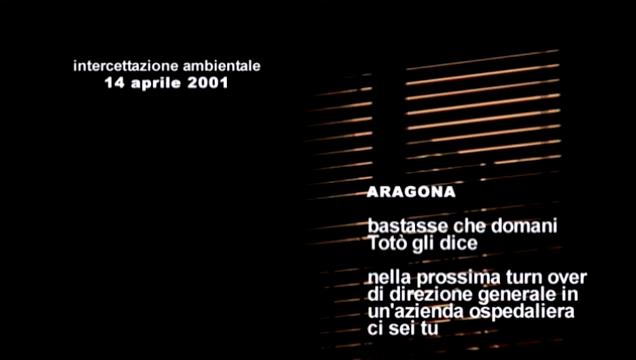 intercettazione ambientale
14 aprile 2001
ARAGONA
bastasse che domani
Totò gli dice
nella prossima turn over
di direzione generale in
un'azienda ospedaliera
ci sei tu